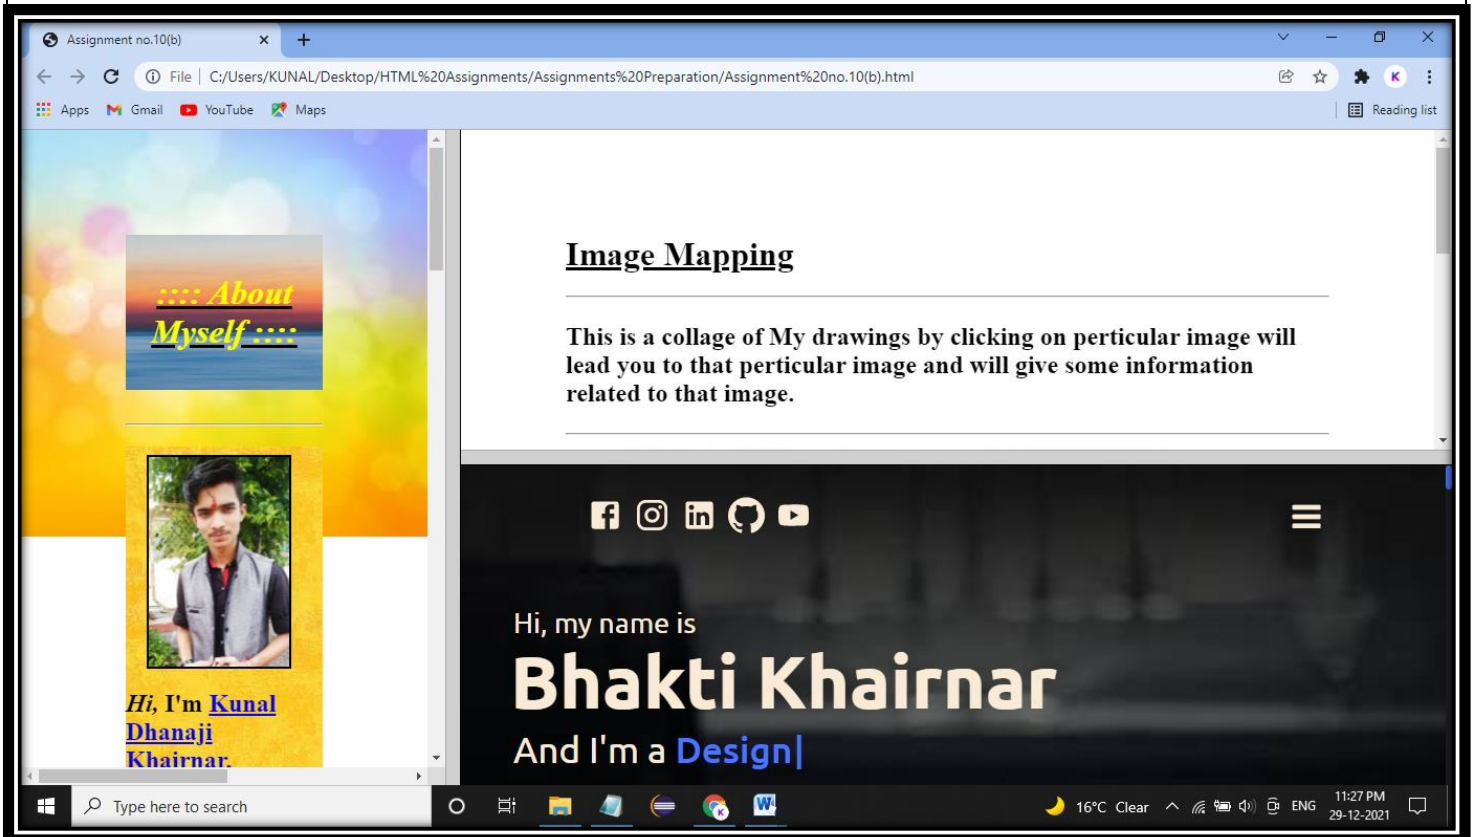 Assignment no.10(b)
File | C:/Users/KUNAL/Desktop/HTML%20Assignments/Assignments%20Preparation/Assignment%20no.10(b).html
K
Apps Gmail YouTube Maps
Reading list
:::: About
Myself ::::
Hi, I'm Kunal
Dhanaji
Khairnar.
Image Mapping
This is a collage of My drawings by clicking on perticular image will
lead you to that perticular image and will give some information
related to that image.
Hi, my name is
Bhakti Khairnar
And I'm a Design|
Type here to search
16°C Clear
ENG
11:27 PM
29-12-2021